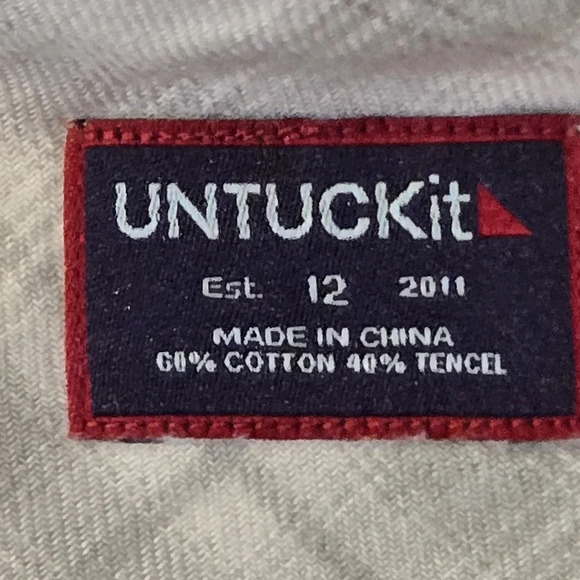 UNTUCKit
Est. 12 2011
MADE IN CHINA
60% COTTON 40% TENCEL